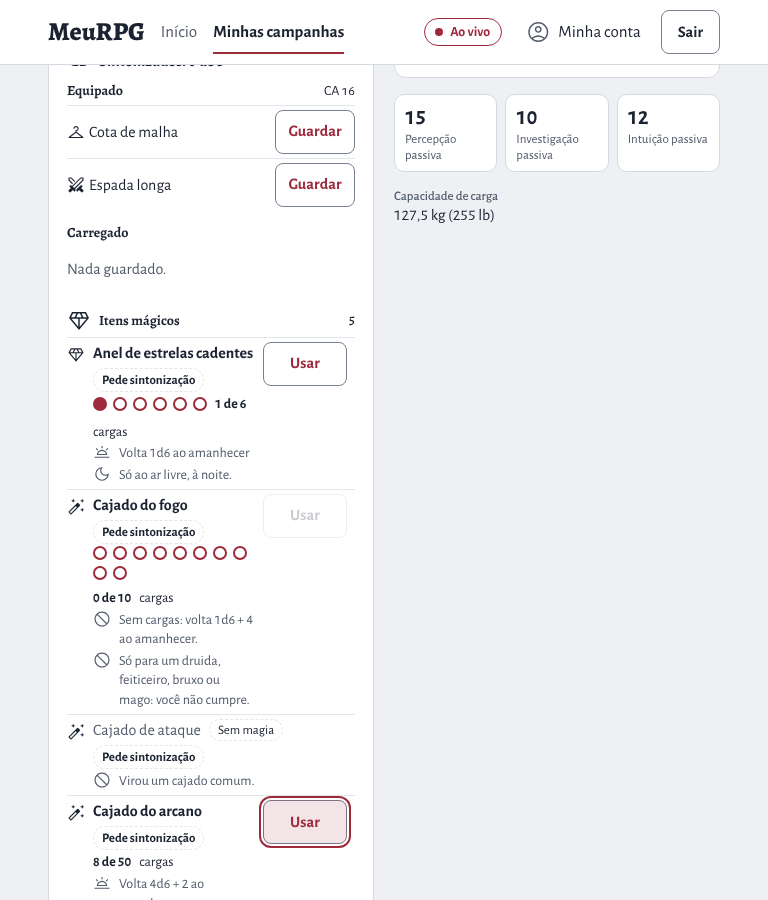 MeuRPG
Início
Minhas campanhas
Ao vivo
Minha conta
Sair
Equipado
CA 16
Cota de malha
Guardar
Espada longa
Guardar
Carregado
Nada guardado.
Itens mágicos
5
Anel de estrelas cadentes
Usar
Pede sintonização
1 de 6
cargas
Volta 1d6 ao amanhecer
Só ao ar livre, à noite.
Cajado do fogo
Usar
Pede sintonização
0 de 10 cargas
Sem cargas: volta 1d6 + 4
ao amanhecer.
Só para um druida,
feiticeiro, bruxo ou
mago: você não cumpre.
Cajado de ataque
Sem magia
Pede sintonização
Virou um cajado comum.
Cajado do arcano
Usar
Pede sintonização
8 de 50 cargas
Volta 4d6 + 2 ao
15
Percepção
passiva
10
Investigação
passiva
12
Intuição passiva
Capacidade de carga
127,5 kg (255 lb)